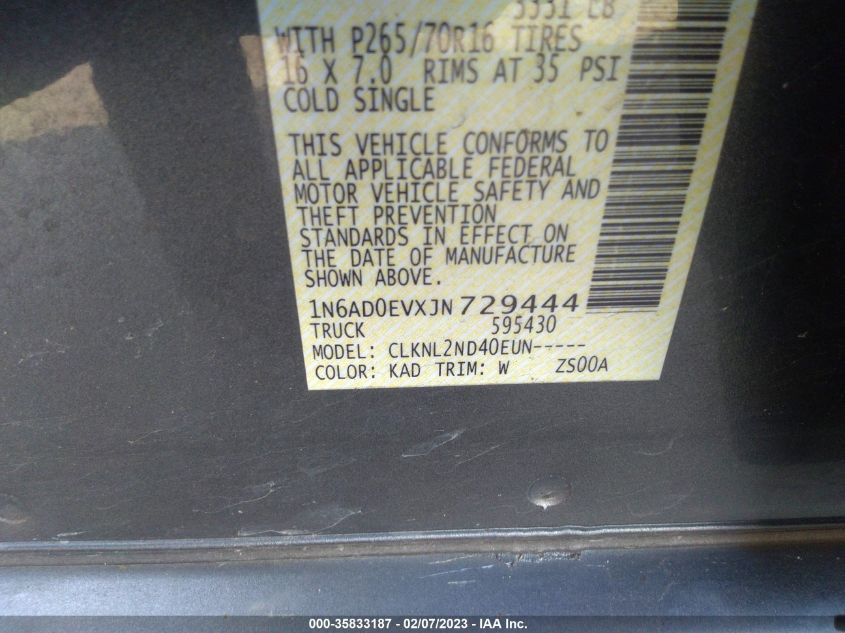 5331 LB
WITH P265/70R16 TIRES
16 X 7.0 RIMS AT 35 PSI
COLD SINGLE
THIS VEHICLE CONFORMS TO
ALL APPLICABLE FEDERAL
MOTOR VEHICLE SAFETY AND
THEFT PREVENTION
STANDARDS IN EFFECT ON
THE DATE OF MANUFACTURE
SHOWN ABOVE.
1N6AD0EVXJN729444
TRUCK 595430
MODEL: CLKNL2ND40EUN-----
COLOR: KAD TRIM: W ZS00A
000-35833187 - 02/07/2023 - IAA Inc.